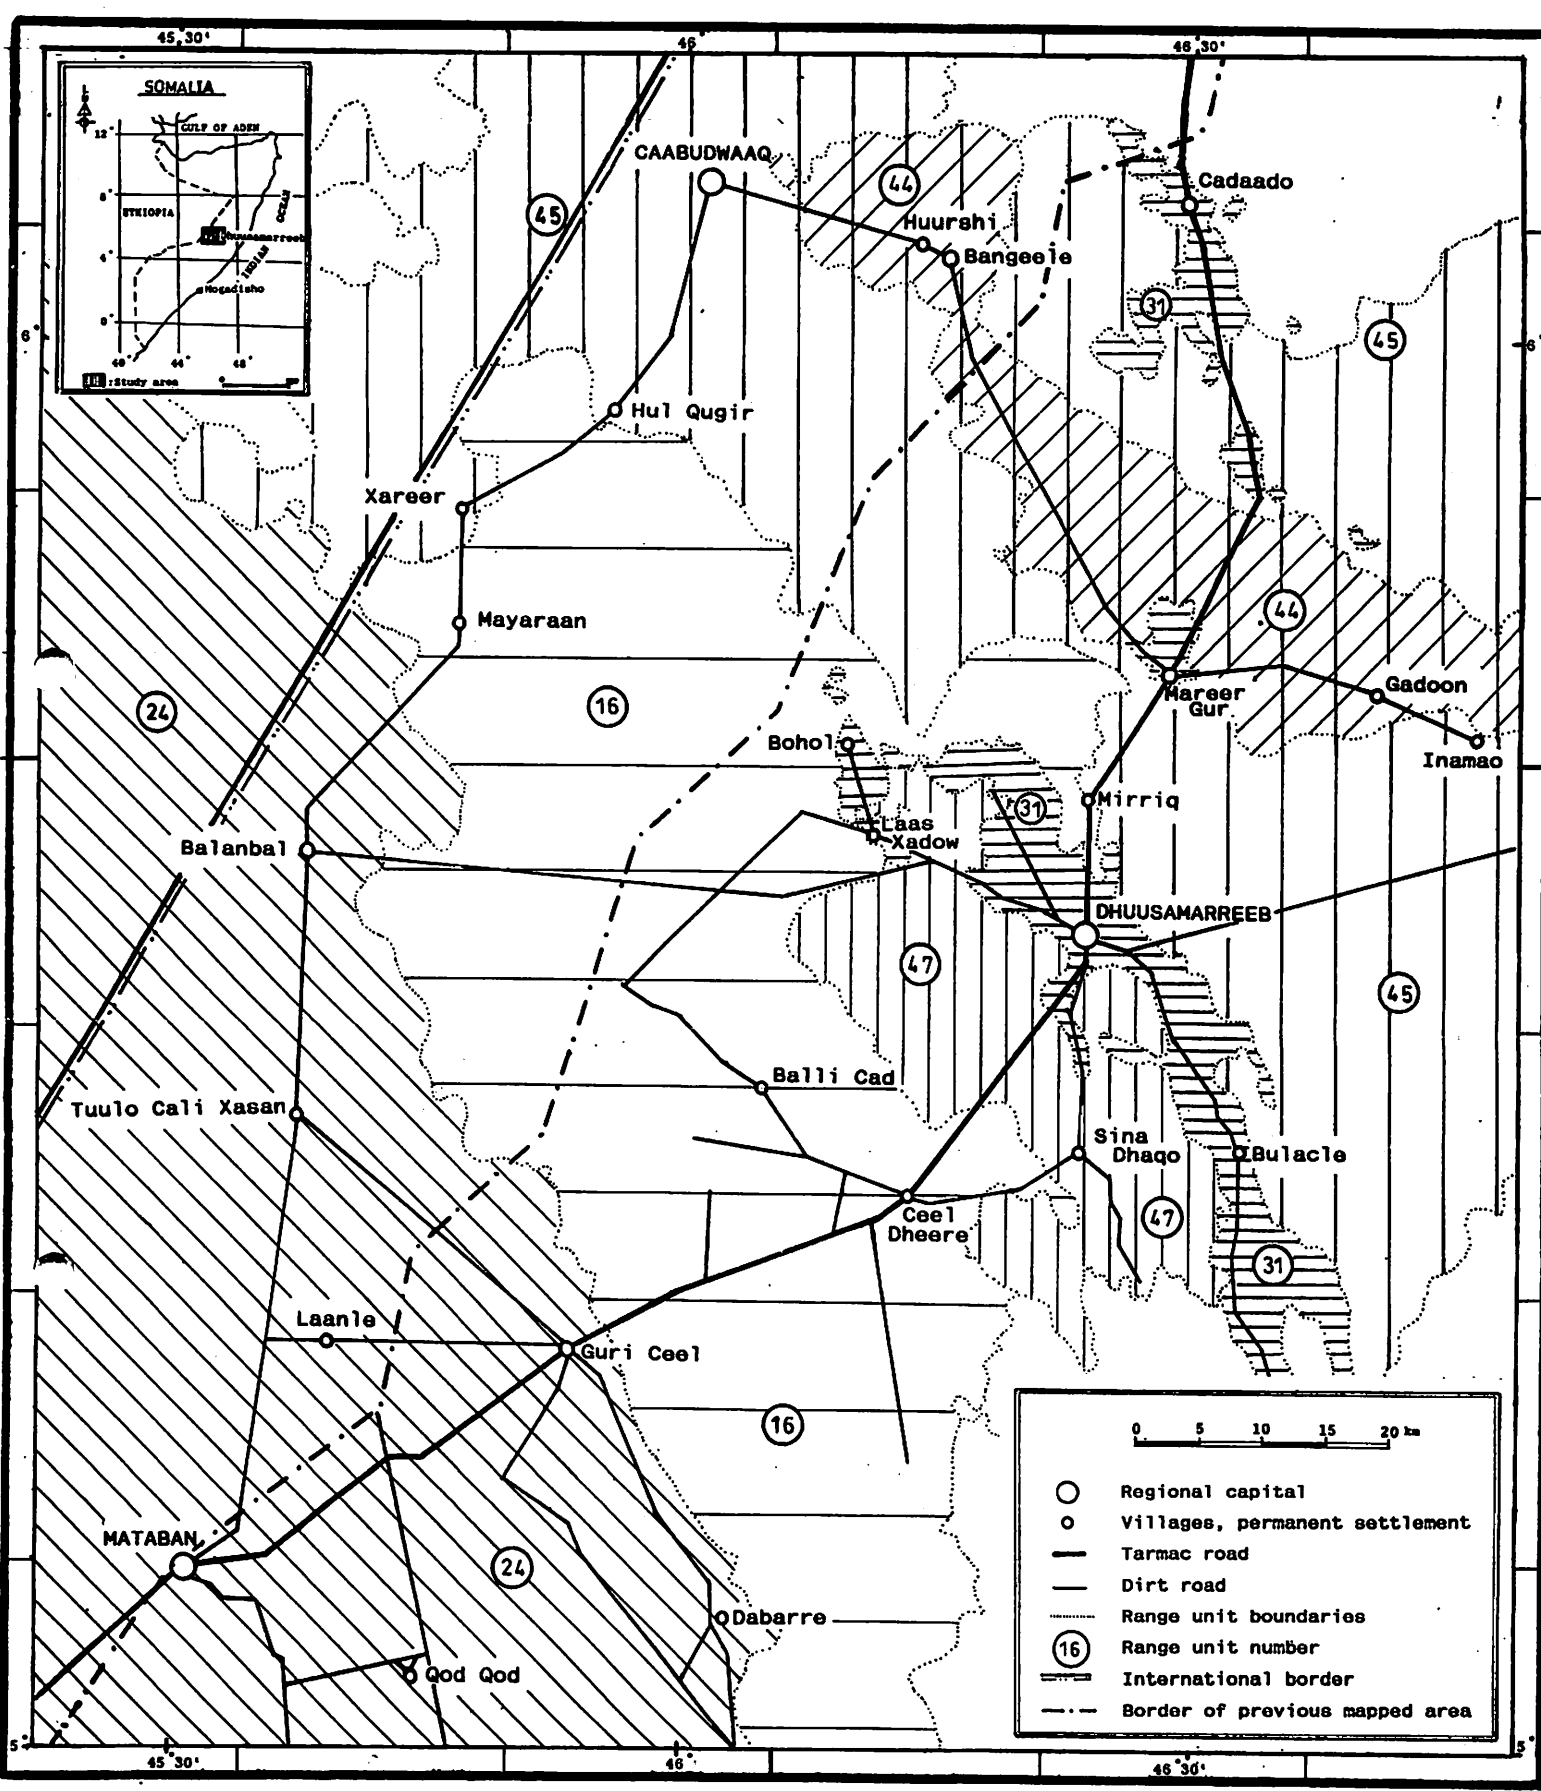 45°30'
46°
46°30'
SOMALIA
N
12°
GULF OF ADEN
8°
ETHIOPIA
OCEAN
Dhuusamarreeb
4°
INDIAN
Mogadisho
0°
40°
44°
48°
:Study area
CAABUDWAAQ
44
Cadaado
45
Huurshi
Bangeele
31
45
6°
6°
Hul Qugir
Xareer
Mayaraan
44
24
16
Mareer
Gur
Gadoon
Inamao
Bohol
Mirriq
31
Laas
Xadow
Balanbal
DHUUSAMARREEB
47
45
Balli Cad
Tuulo Cali Xasan
Sina
Dhaqo
Bulacle
Ceel
Dheere
47
31
Laanle
Guri Ceel
16
0 5 10 15 20 km
Regional capital
Villages, permanent settlement
Tarmac road
Dirt road
Range unit boundaries
16 Range unit number
International border
Border of previous mapped area
MATABAN
24
Dabarre
Qod Qod
5°
5°
45°30'
46°
46°30'